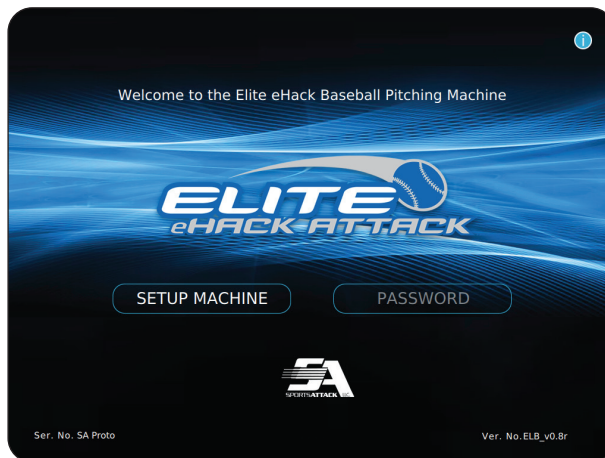 i
Welcome to the Elite eHack Baseball Pitching Machine
ELITE
eHACK ATTACK
SETUP MACHINE
PASSWORD
SA
SPORTSATTACK
Ser. No. SA Proto
Ver. No.ELB_v0.8r